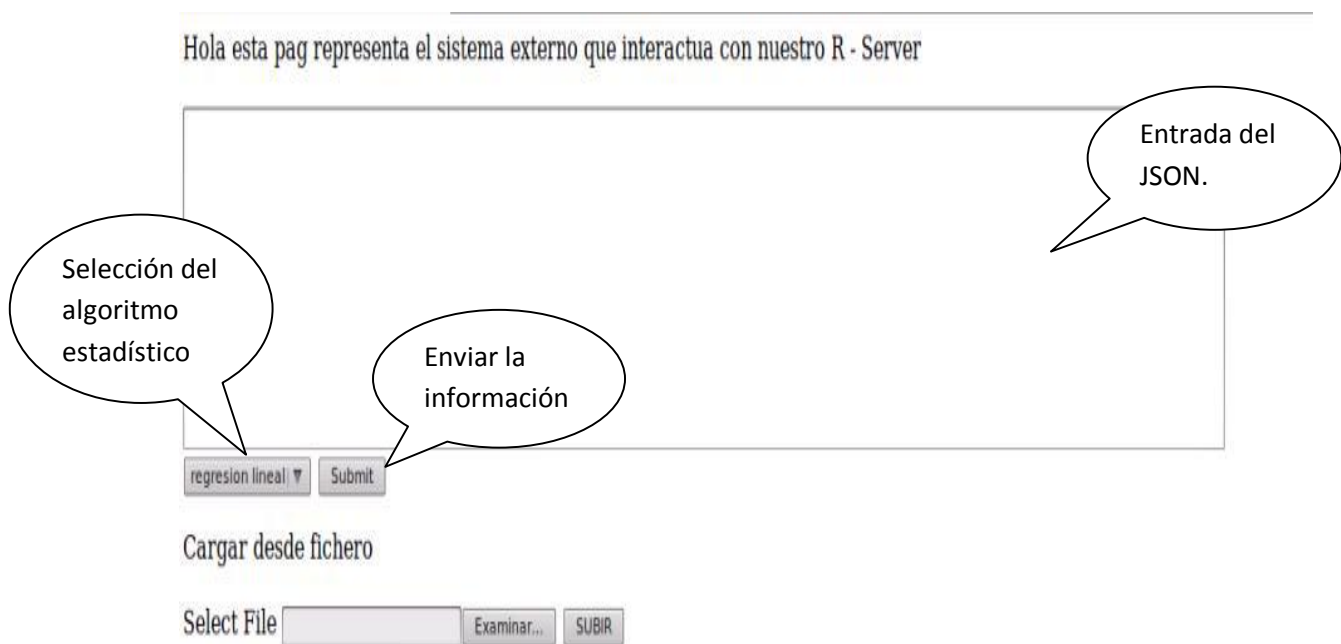 Hola esta pag representa el sistema externo que interactua con nuestro R - Server
Entrada del
JSON.
Selección del
algoritmo
estadístico
Enviar la
información
regresion lineal
Submit
Cargar desde fichero
Select File
Examinar...
SUBIR